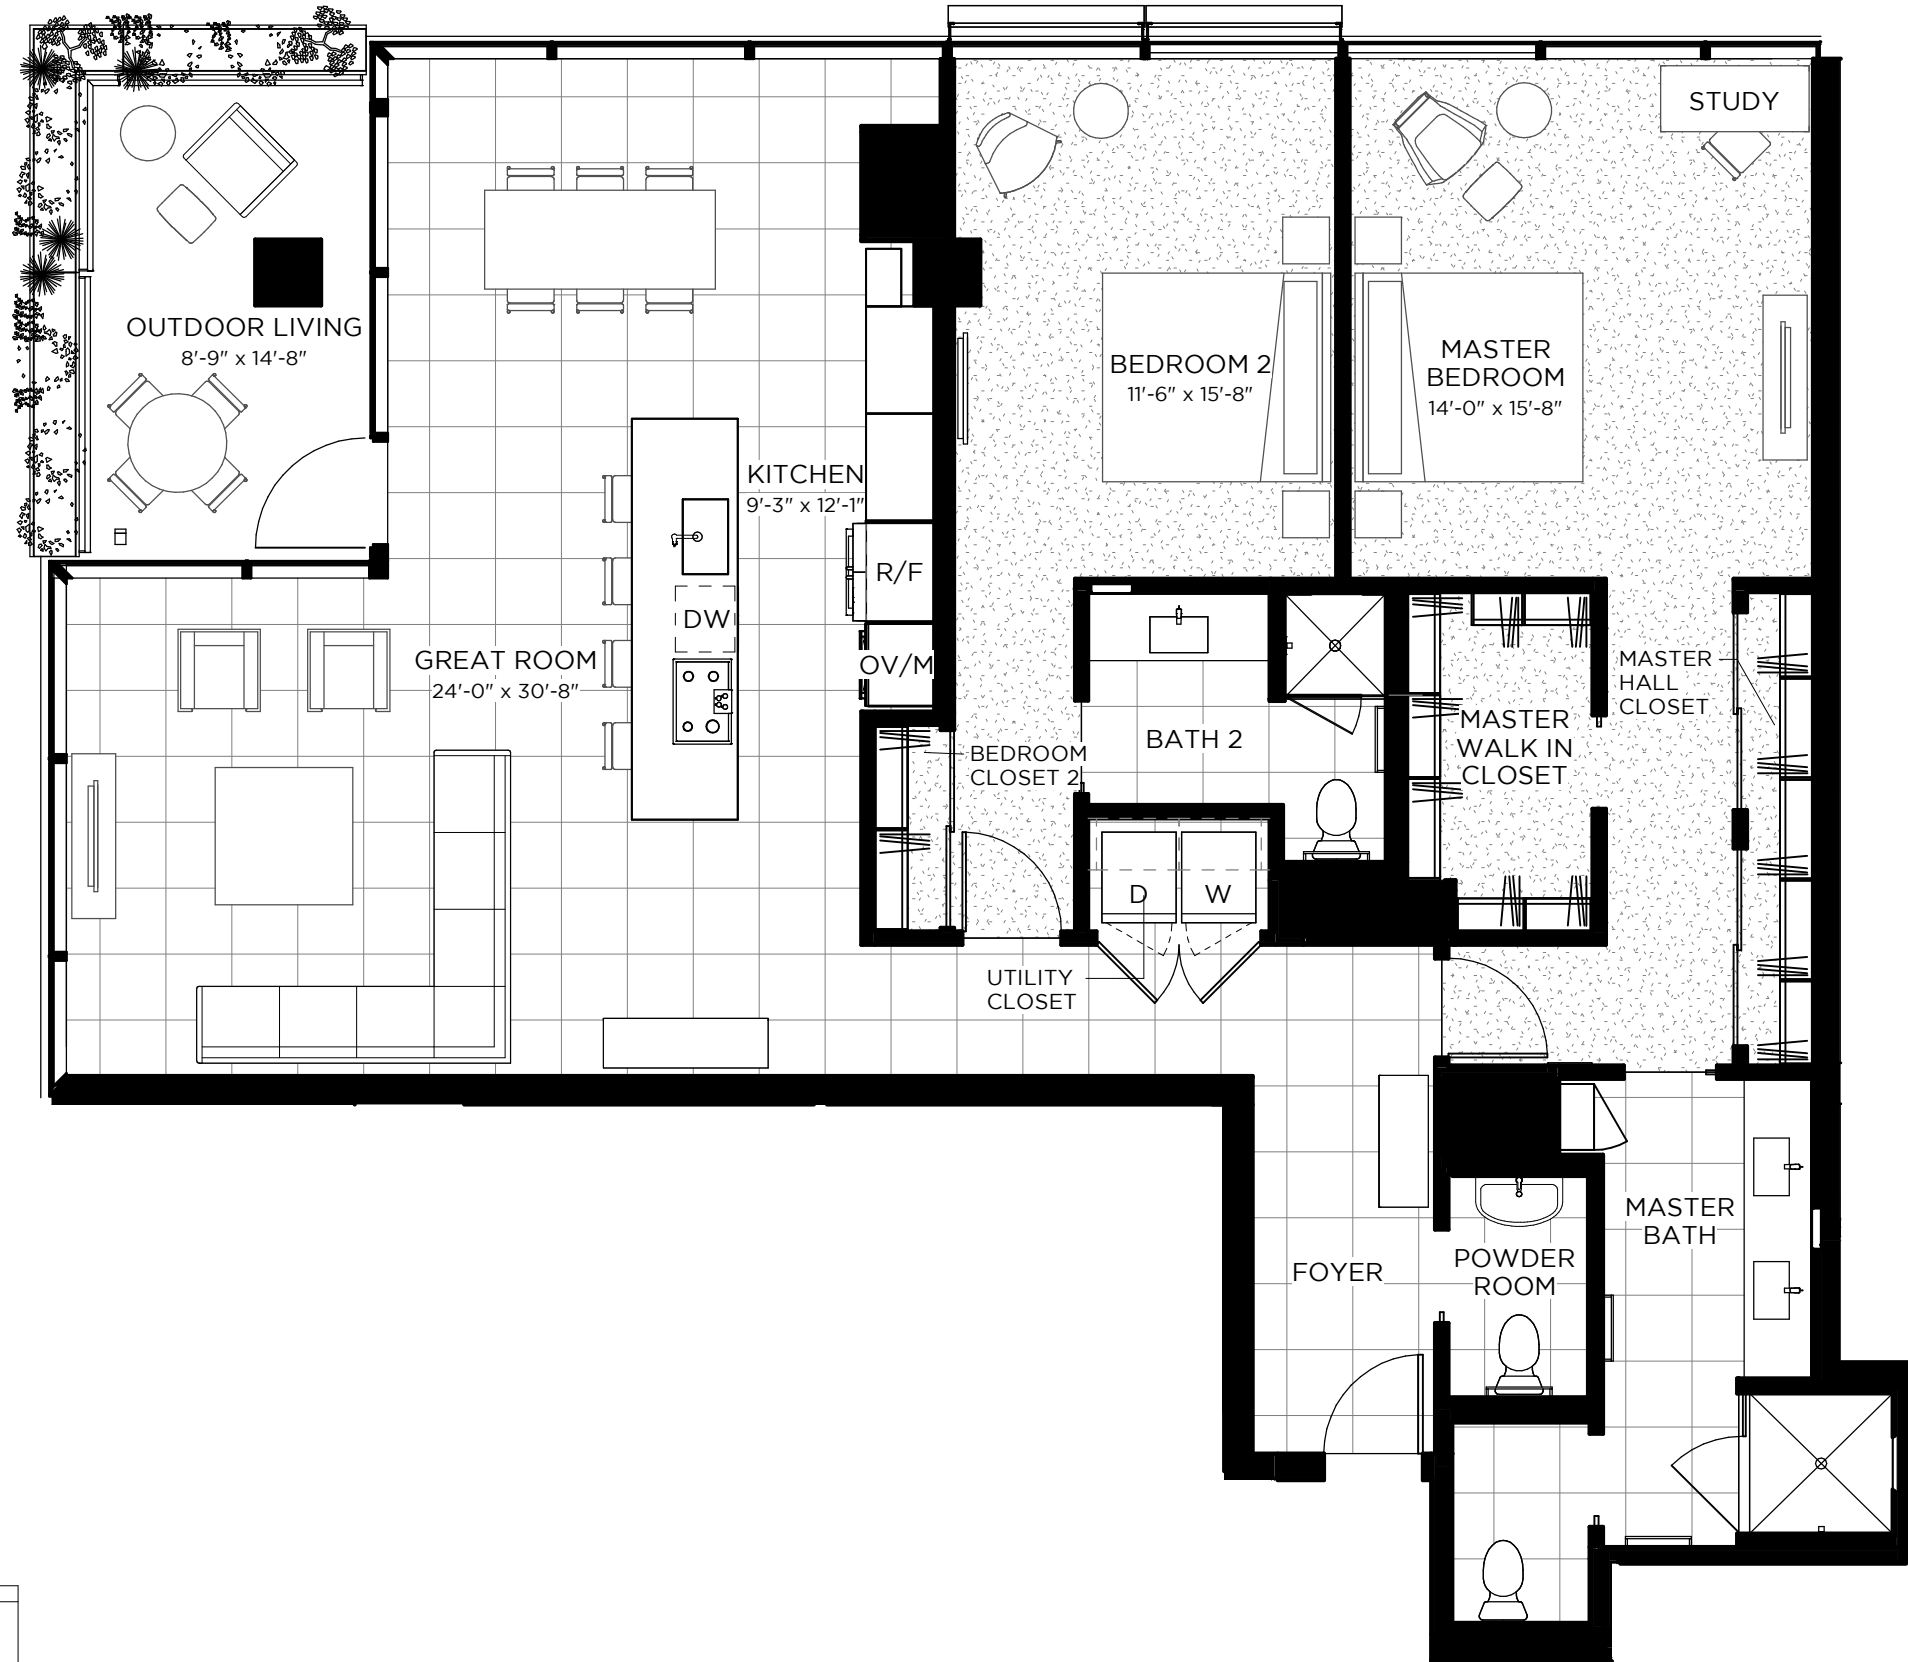 STUDY
OUTDOOR LIVING
8'-9" x 14'-8"
BEDROOM 2
11'-6" x 15'-8"
MASTER
BEDROOM
14'-0" x 15'-8"
KITCHEN
9'-3" x 12'-1"
R/F
DW
OV/M
GREAT ROOM
24'-0" x 30'-8"
MASTER
HALL
CLOSET
BEDROOM
CLOSET 2
BATH 2
MASTER
WALK IN
CLOSET
D
W
UTILITY
CLOSET
MASTER
BATH
FOYER
POWDER
ROOM